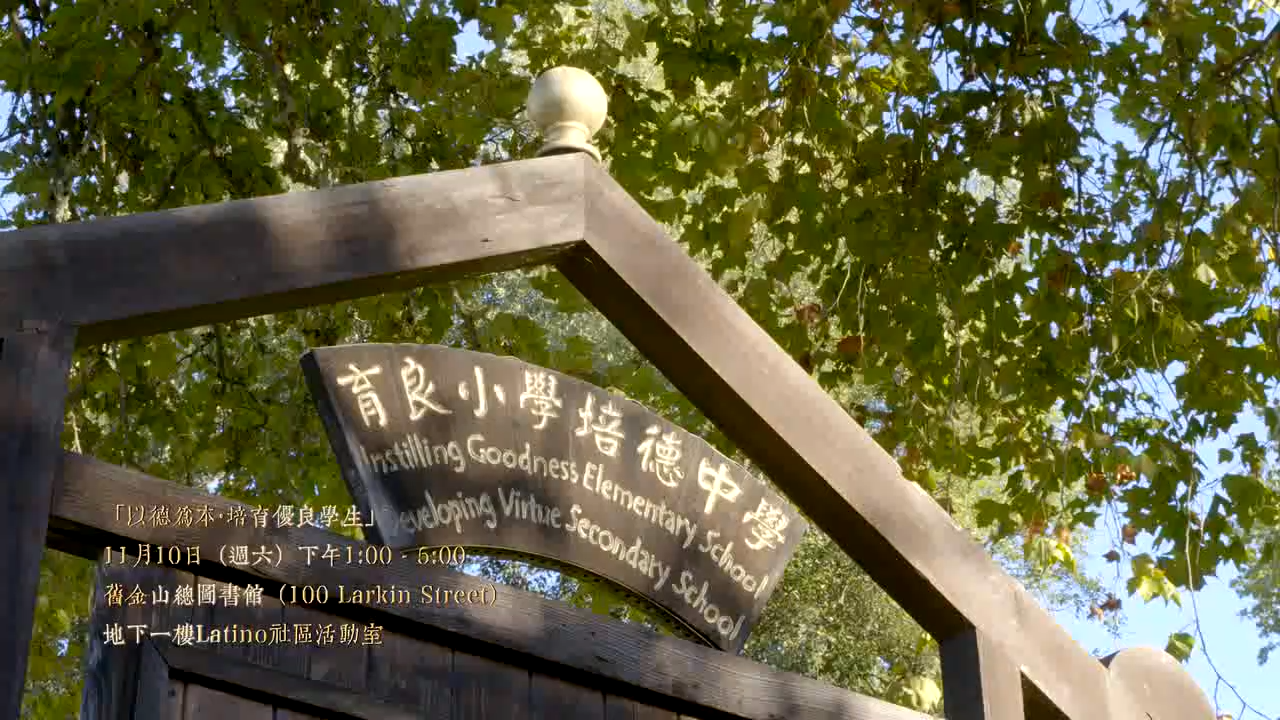 育良小學培德中學
Instilling Goodness Elementary School
Developing Virtue Secondary School
「以德為本·培育優良學生」
11月10日（週六）下午1:00 - 5:00
舊金山總圖書館（100 Larkin Street）
地下一樓Latino社區活動室